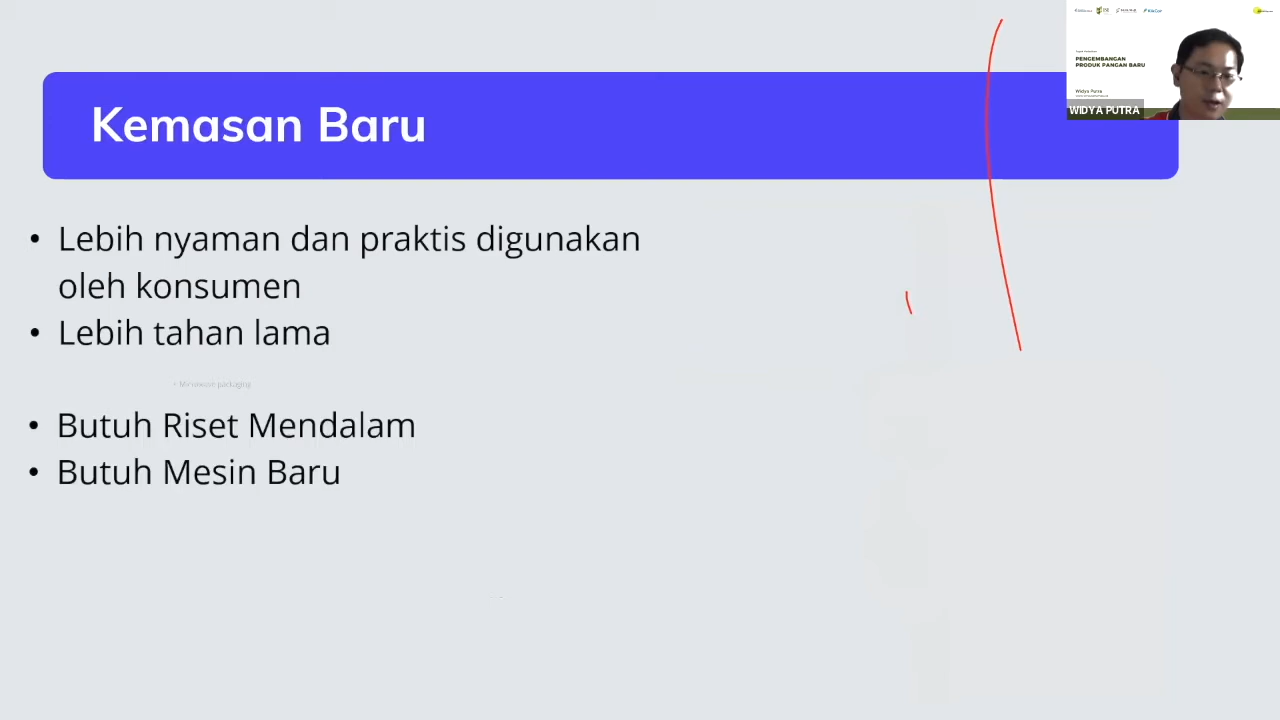 Kemasan Baru
• Lebih nyaman dan praktis digunakan
oleh konsumen
• Lebih tahan lama
• Butuh Riset Mendalam
• Butuh Mesin Baru
PENGEMBANGAN
PRODUK PANGAN BARU
Widya Putra
WIDYA PUTRA